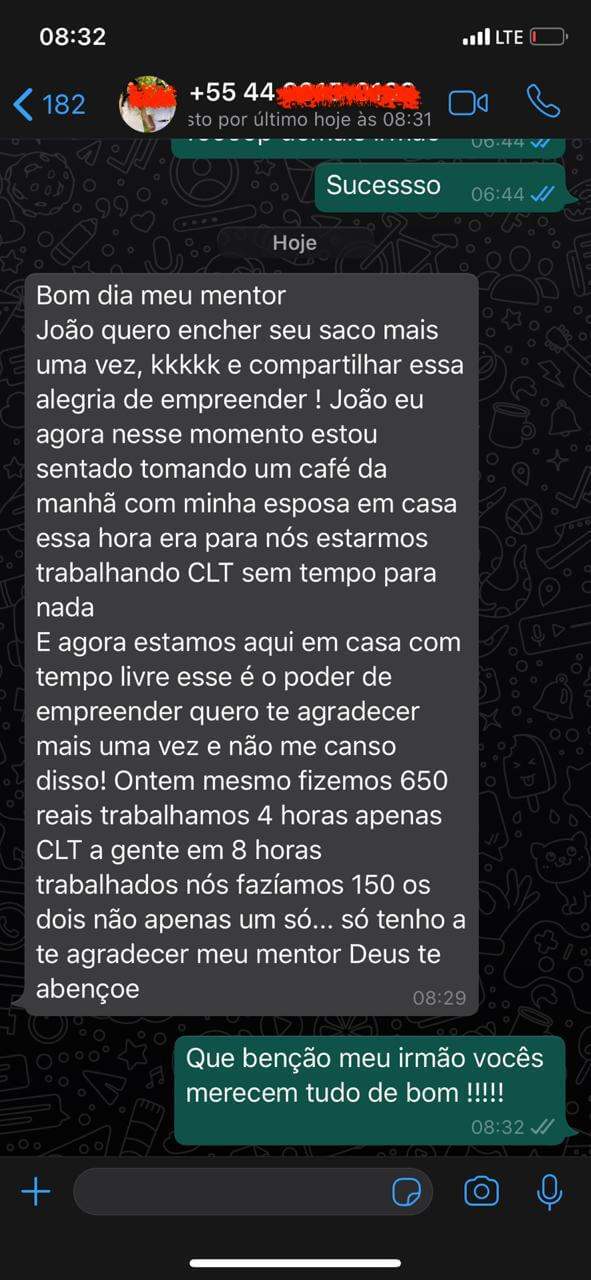 08:32
LTE
182
+55 44
sto por último hoje às 08:31
06:44
Sucessso
06:44
Hoje
Bom dia meu mentor
João quero encher seu saco mais
uma vez, kkkkk e compartilhar essa
alegria de empreender ! João eu
agora nesse momento estou
sentado tomando um café da
manhã com minha esposa em casa
essa hora era para nós estarmos
trabalhando CLT sem tempo para
nada
E agora estamos aqui em casa com
tempo livre esse é o poder de
empreender quero te agradecer
mais uma vez e não me canso
disso! Ontem mesmo fizemos 650
reais trabalhamos 4 horas apenas
CLT a gente em 8 horas
trabalhados nós fazíamos 150 os
dois não apenas um só... só tenho a
te agradecer meu mentor Deus te
abençoe
08:29
Que benção meu irmão vocês
merecem tudo de bom !!!!!
08:32